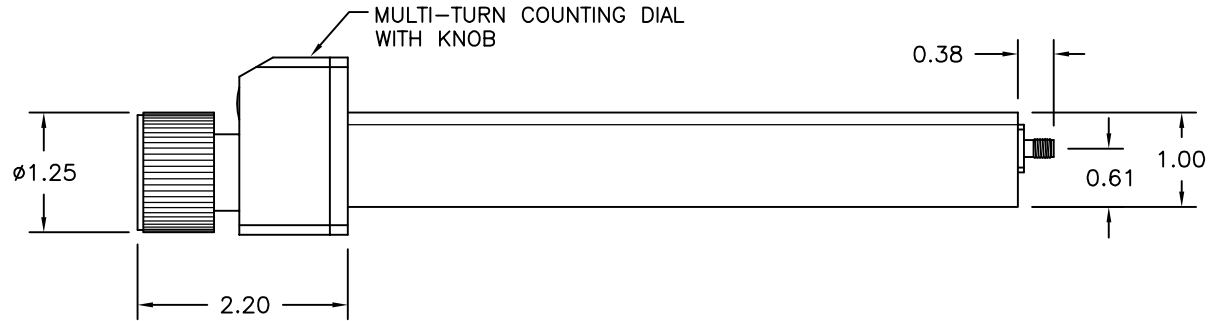 MULTI-TURN COUNTING DIAL
WITH KNOB
0.38
ø1.25
1.00
0.61
2.20